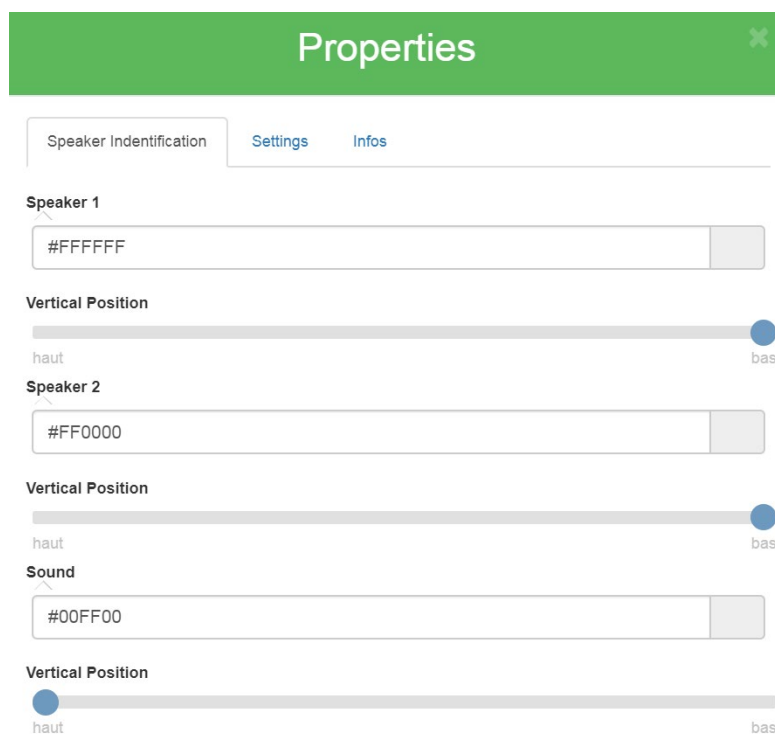 Properties
Speaker Indentification Settings Infos
Speaker 1
#FFFFFF
Vertical Position
haut bas
Speaker 2
#FF0000
Vertical Position
haut bas
Sound
#00FF00
Vertical Position
haut bas